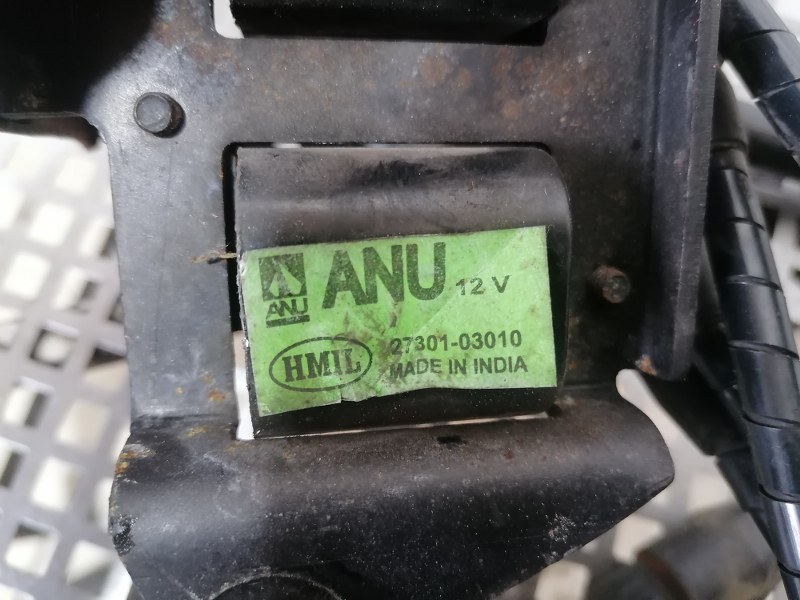 ANU
ANU 12 V
HMIL
27301-03010
MADE IN INDIA